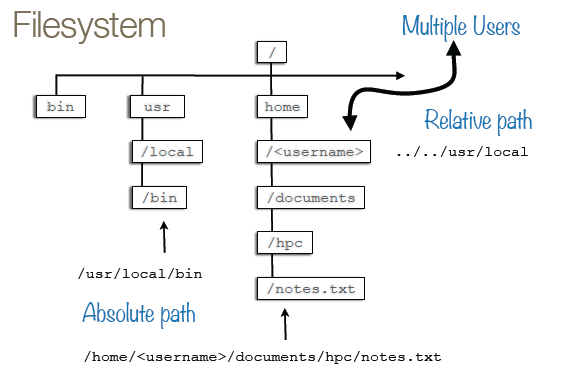 Filesystem
Multiple Users
/
bin
usr
home
Relative path
/local
/<username>
../../usr/local
/bin
/documents
/hpc
/usr/local/bin
/notes.txt
Absolute path
/home/<username>/documents/hpc/notes.txt